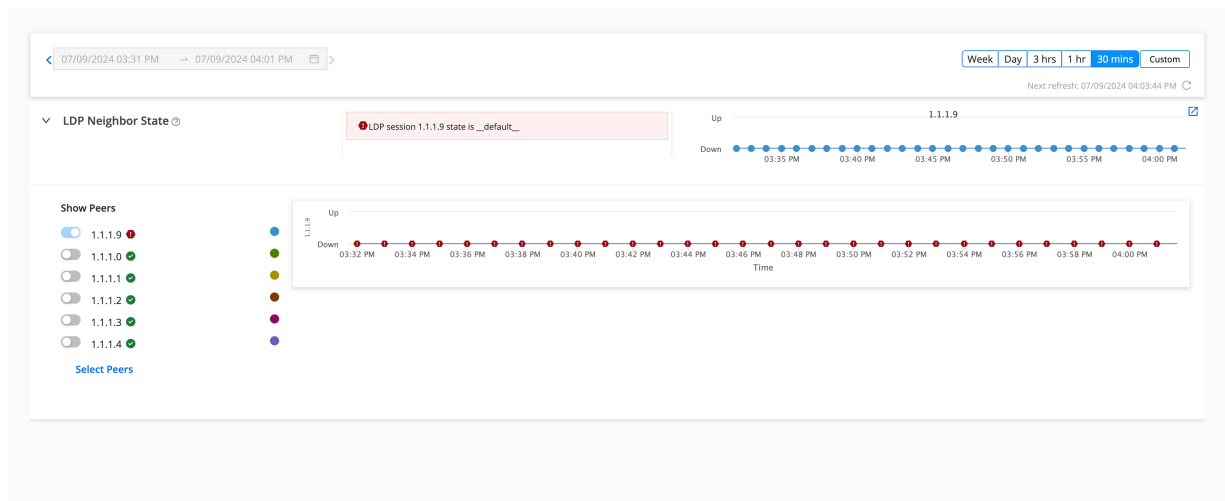 07/09/2024 03:31 PM → 07/09/2024 04:01 PM
Week Day 3 hrs 1 hr 30 mins Custom
Next refresh: 07/09/2024 04:03:44 PM
LDP Neighbor State
LDP session 1.1.1.9 state is __default__
1.1.1.9
Up
Down
03:35 PM 03:40 PM 03:45 PM 03:50 PM 03:55 PM 04:00 PM
Show Peers
1.1.1.9
1.1.1.0
1.1.1.1
1.1.1.2
1.1.1.3
1.1.1.4
Select Peers
1.1.1.9
Up
Down
03:32 PM 03:34 PM 03:36 PM 03:38 PM 03:40 PM 03:42 PM 03:44 PM 03:46 PM 03:48 PM 03:50 PM 03:52 PM 03:54 PM 03:56 PM 03:58 PM 04:00 PM
Time